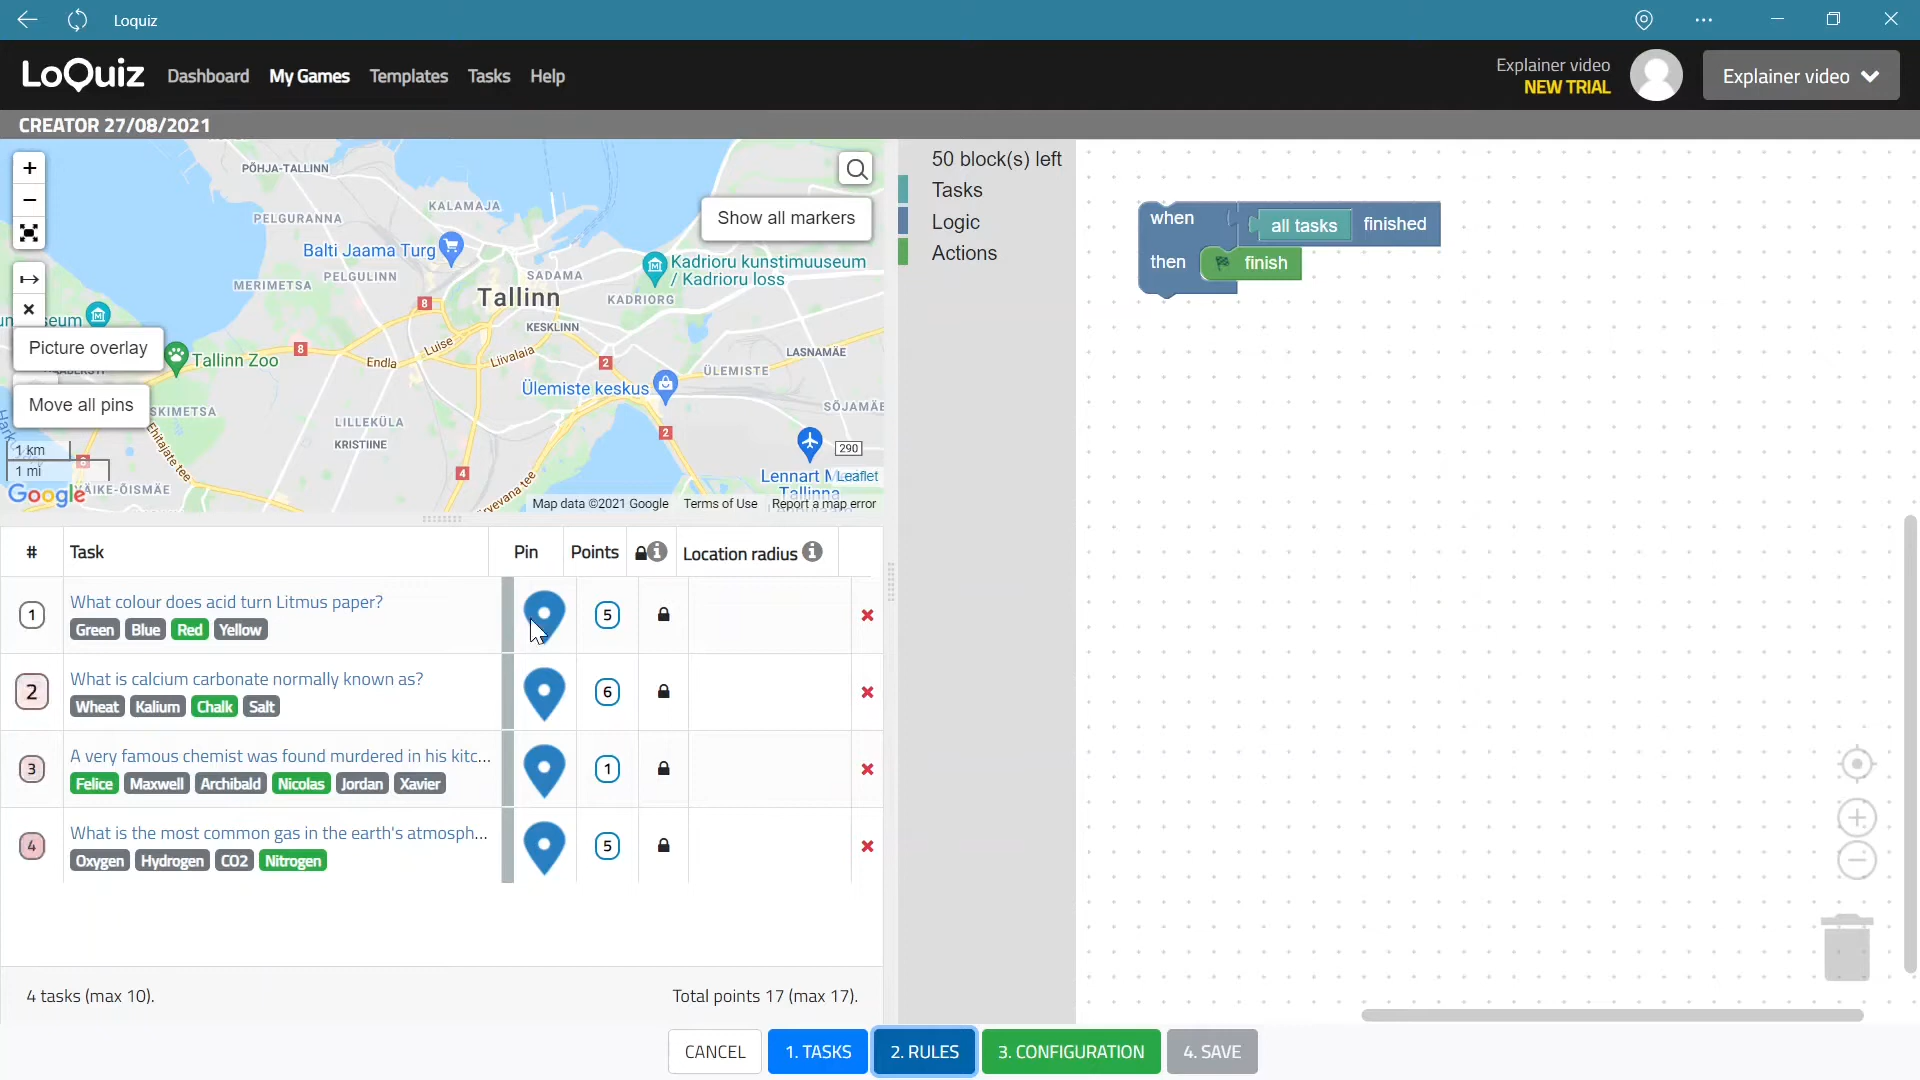 Loquiz
LoQuiz Dashboard My Games Templates Tasks Help
Explainer video
NEW TRIAL
Explainer video
CREATOR 27/08/2021
+
−
Picture overlay
Move all pins
Show all markers
PÕHJA-TALLINN
KALAMAJA
PELGURANNA
Balti Jaama Turg
PELGULINN
MERIMETSA
SADAMA
Tallinn
KADRIORG
Kadrioru kunstimuuseum
/ Kadrioru loss
KESKLINN
Tallinn Zoo
Endla
Luise
Liivalaia
LASNAMÄE
ÜLEMISTE
Ülemiste keskus
SÕJAMÄE
LILLEKÜLA
KRISTIINE
SKIMETSA
Ehitajate tee
8
8
8
2
2
4
290
1 km
1 mi
ÄIKE-ÕISMÄE
Google
Leaflet
Map data ©2021 Google Terms of Use Report a map error
# Task Pin Points Location radius
1 What colour does acid turn Litmus paper? 5
Green Blue Red Yellow
2 What is calcium carbonate normally known as? 6
Wheat Kalium Chalk Salt
3 A very famous chemist was found murdered in his kitc... 1
Felice Maxwell Archibald Nicolas Jordan Xavier
4 What is the most common gas in the earth's atmosph... 5
Oxygen Hydrogen CO2 Nitrogen
4 tasks (max 10). Total points 17 (max 17).
50 block(s) left
Tasks
Logic
Actions
when all tasks finished
then finish
CANCEL 1. TASKS 2. RULES 3. CONFIGURATION 4. SAVE